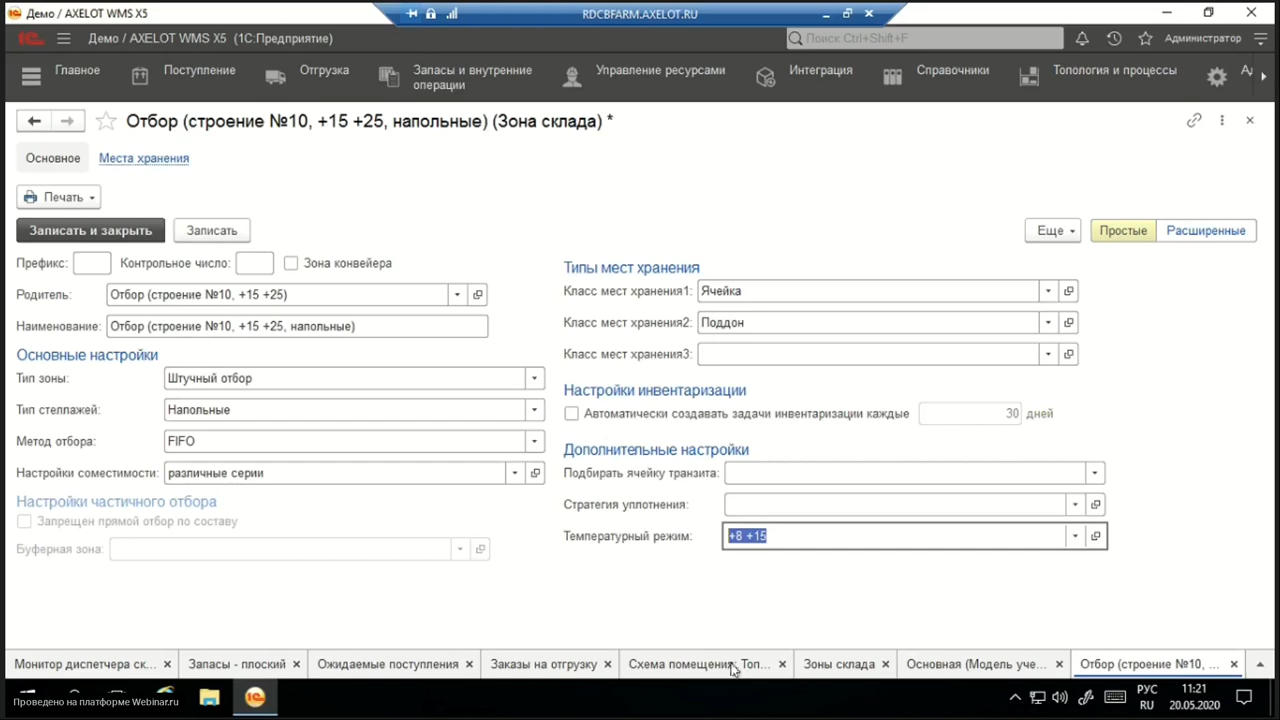 Демо / AXELOT WMS X5
RDCBFARM.AXELOT.RU
Демо / AXELOT WMS X5 (1С:Предприятие)
Поиск Ctrl+Shift+F
Администратор
Главное
Поступление
Отгрузка
Запасы и внутренние операции
Управление ресурсами
Интеграция
Справочники
Топология и процессы
Отбор (строение №10, +15 +25, напольные) (Зона склада) *
Основное
Места хранения
Печать
Записать и закрыть
Записать
Еще
Простые
Расширенные
Префикс:
Контрольное число:
Зона конвейера
Родитель: Отбор (строение №10, +15 +25)
Наименование: Отбор (строение №10, +15 +25, напольные)
Основные настройки
Тип зоны: Штучный отбор
Тип стеллажей: Напольные
Метод отбора: FIFO
Настройки соместимости: различные серии
Настройки частичного отбора
Запрещен прямой отбор по составу
Буферная зона:
Типы мест хранения
Класс мест хранения1: Ячейка
Класс мест хранения2: Поддон
Класс мест хранения3:
Настройки инвентаризации
Автоматически создавать задачи инвентаризации каждые 30 дней
Дополнительные настройки
Подбирать ячейку транзита:
Стратегия уплотнения:
Температурный режим: +8 +15
Монитор диспетчера ск...
Запасы - плоский
Ожидаемые поступления
Заказы на отгрузку
Схема помещения: Топ...
Зоны склада
Основная (Модель уче...
Отбор (строение №10, ...
Проведено на платформе Webinar.ru
РУС
RU
11:21
20.05.2020